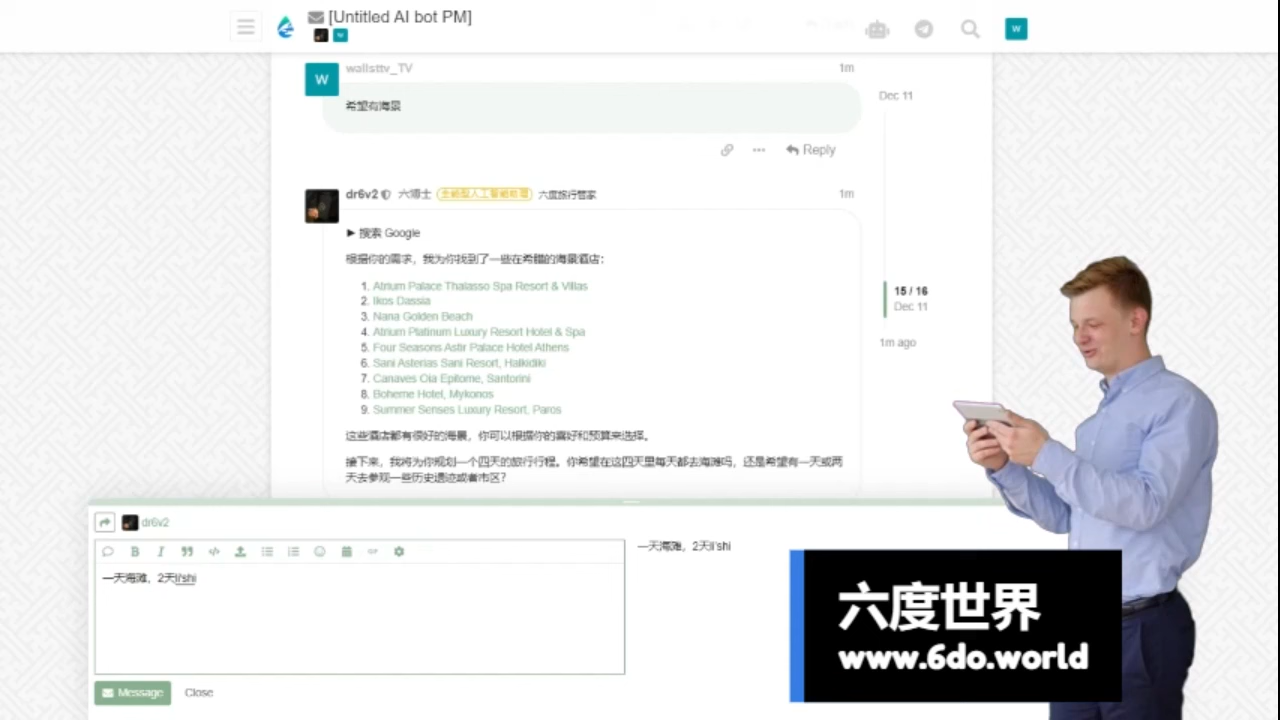 [Untitled AI bot PM]
W
W
wallsttv_TV
1m
希望有海景
Reply
dr6v2 六博士 全能型人工智能助理 六度旅行管家
1m
▶ 搜索 Google
根据你的需求，我为你找到了一些在希腊的海景酒店：
1. Atrium Palace Thalasso Spa Resort & Villas
2. Ikos Dassia
3. Nana Golden Beach
4. Atrium Platinum Luxury Resort Hotel & Spa
5. Four Seasons Astir Palace Hotel Athens
6. Sani Asterias Sani Resort, Halkidiki
7. Canaves Oia Epitome, Santorini
8. Boheme Hotel, Mykonos
9. Summer Senses Luxury Resort, Paros
这些酒店都有很好的海景，你可以根据你的喜好和预算来选择。
接下来，我将为你规划一个四天的旅行行程。你希望在这四天里每天都去海滩吗，还是希望有一天或两
天去参观一些历史遗迹或者市区？
Dec 11
15 / 16
Dec 11
1m ago
dr6v2
B I GIF
一天海滩，2天li'shi
一天海滩，2天li'shi
Message Close
六度世界
www.6do.world